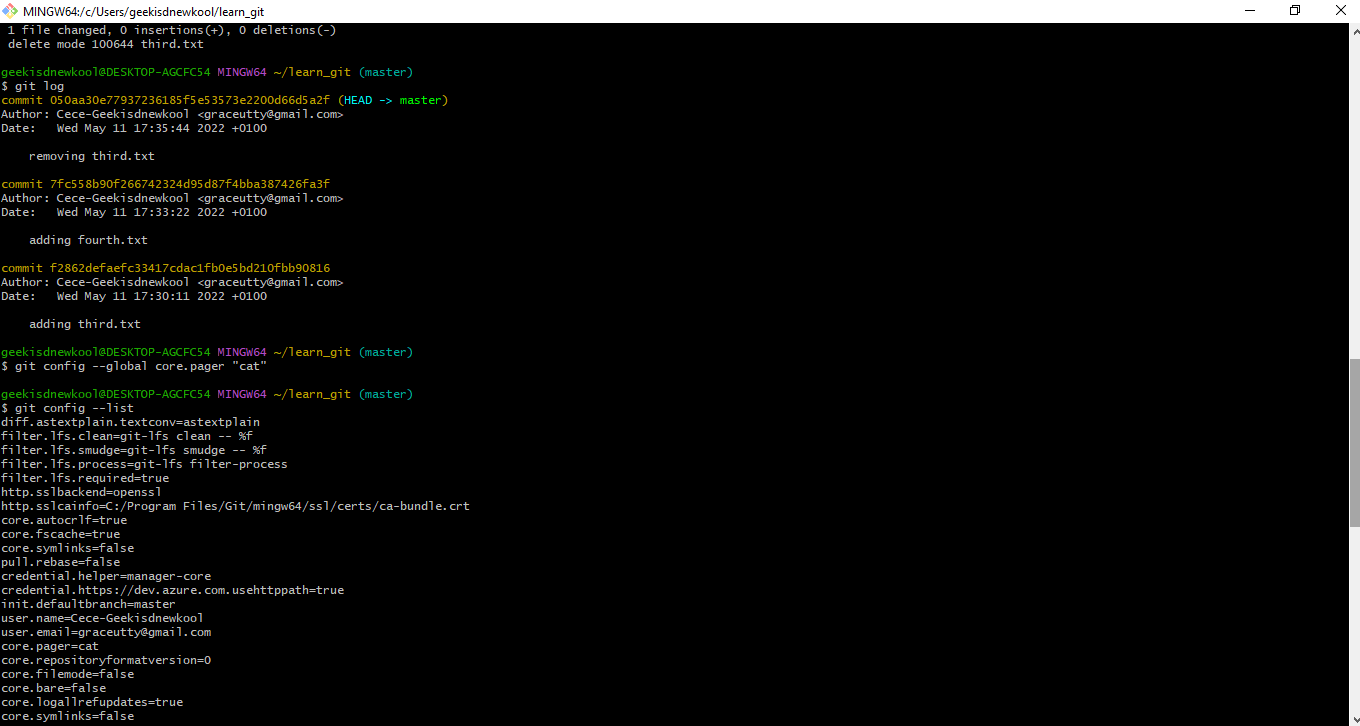 MINGW64:/c/Users/geekisdnewkool/learn_git
1 file changed, 0 insertions(+), 0 deletions(-)
delete mode 100644 third.txt
geekisdnewkool@DESKTOP-AGCFC54 MINGW64 ~/learn_git (master)
$ git log
commit 050aa30e77937236185f5e53573e2200d66d5a2f (HEAD -> master)
Author: Cece-Geekisdnewkool <graceutty@gmail.com>
Date:   Wed May 11 17:35:44 2022 +0100
removing third.txt
commit 7fc558b90f266742324d95d87f4bba387426fa3f
Author: Cece-Geekisdnewkool <graceutty@gmail.com>
Date:   Wed May 11 17:33:22 2022 +0100
adding fourth.txt
commit f2862defaefc33417cdac1fb0e5bd210fbb90816
Author: Cece-Geekisdnewkool <graceutty@gmail.com>
Date:   Wed May 11 17:30:11 2022 +0100
adding third.txt
geekisdnewkool@DESKTOP-AGCFC54 MINGW64 ~/learn_git (master)
$ git config --global core.pager "cat"
geekisdnewkool@DESKTOP-AGCFC54 MINGW64 ~/learn_git (master)
$ git config --list
diff.astextplain.textconv=astextplain
filter.lfs.clean=git-lfs clean -- %f
filter.lfs.smudge=git-lfs smudge -- %f
filter.lfs.process=git-lfs filter-process
filter.lfs.required=true
http.sslbackend=openssl
http.sslcainfo=C:/Program Files/Git/mingw64/ssl/certs/ca-bundle.crt
core.autocrlf=true
core.fscache=true
core.symlinks=false
pull.rebase=false
credential.helper=manager-core
credential.https://dev.azure.com.usehttppath=true
init.defaultbranch=master
user.name=Cece-Geekisdnewkool
user.email=graceutty@gmail.com
core.pager=cat
core.repositoryformatversion=0
core.filemode=false
core.bare=false
core.logallrefupdates=true
core.symlinks=false